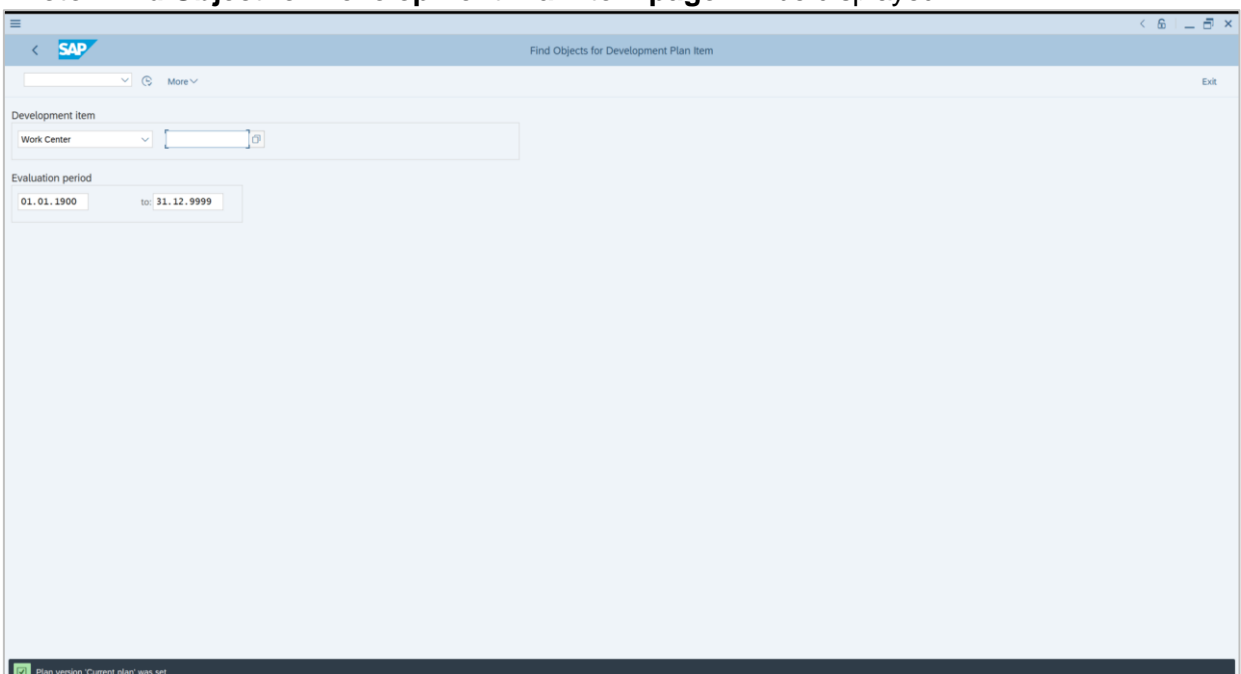 Find Objects for Development Plan Item
SAP
More
Exit
Development item
Work Center
Evaluation period
01.01.1900 to: 31.12.9999
Plan version 'Current plan' was set